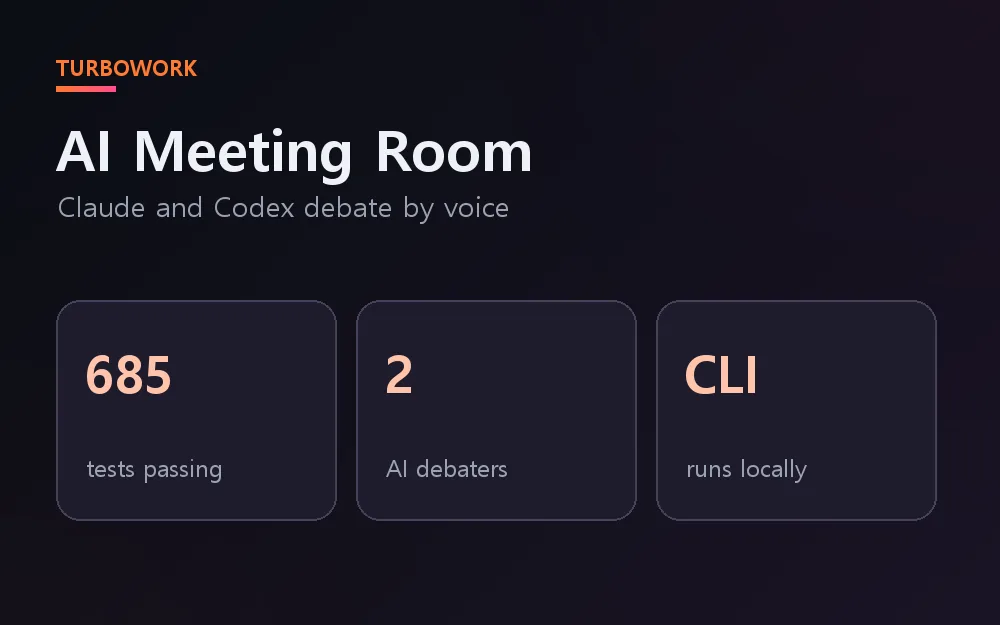 TURBOWORK
AI Meeting Room
Claude and Codex debate by voice
685
tests passing
2
AI debaters
CLI
runs locally